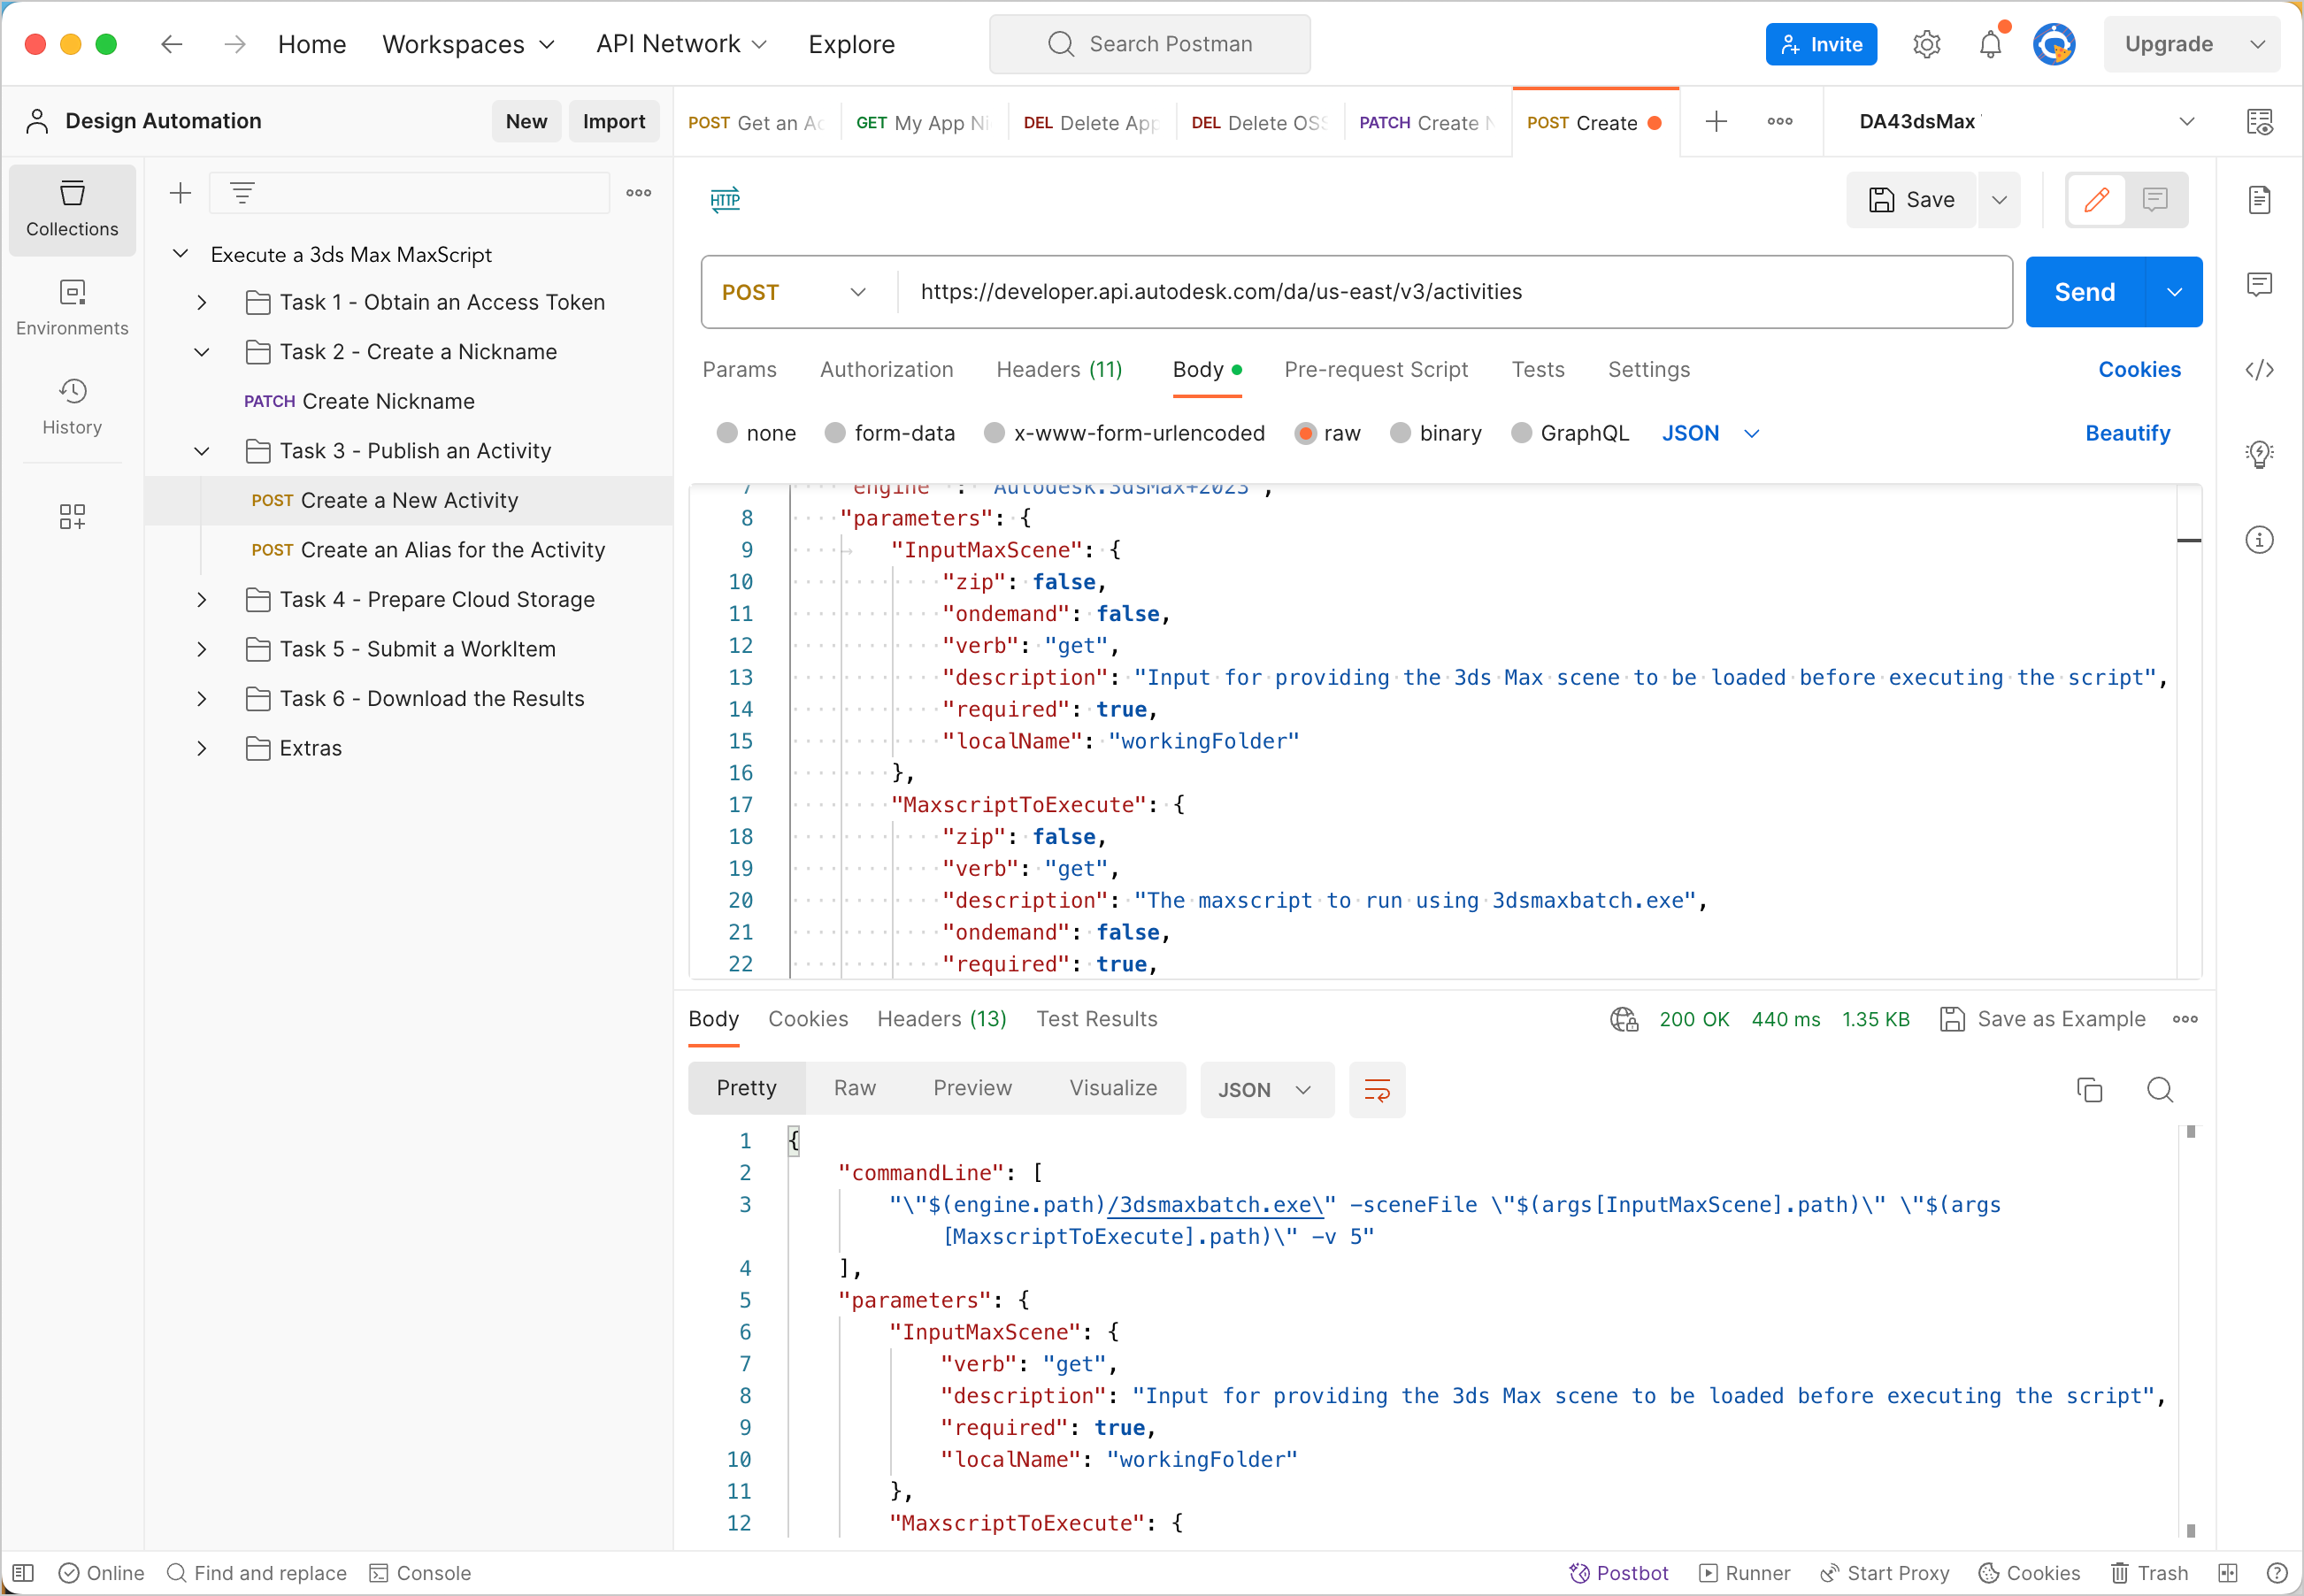 Home Workspaces API Network Explore Search Postman Invite Upgrade
Design Automation New Import
POST Get an Ac GET My App Ni DEL Delete App DEL Delete OSS PATCH Create N POST Create DA43dsMax
Collections
Environments
History
Execute a 3ds Max MaxScript
Task 1 - Obtain an Access Token
Task 2 - Create a Nickname
PATCH Create Nickname
Task 3 - Publish an Activity
POST Create a New Activity
POST Create an Alias for the Activity
Task 4 - Prepare Cloud Storage
Task 5 - Submit a WorkItem
Task 6 - Download the Results
Extras
HTTP Save
POST https://developer.api.autodesk.com/da/us-east/v3/activities Send
Params Authorization Headers (11) Body Pre-request Script Tests Settings Cookies
none form-data x-www-form-urlencoded raw binary GraphQL JSON Beautify
7 "engine" : "Autodesk.3dsMax+2023",
8 "parameters": {
9 "InputMaxScene": {
10 "zip": false,
11 "ondemand": false,
12 "verb": "get",
13 "description": "Input for providing the 3ds Max scene to be loaded before executing the script",
14 "required": true,
15 "localName": "workingFolder"
16 },
17 "MaxscriptToExecute": {
18 "zip": false,
19 "verb": "get",
20 "description": "The maxscript to run using 3dsmaxbatch.exe",
21 "ondemand": false,
22 "required": true,
Body Cookies Headers (13) Test Results 200 OK 440 ms 1.35 KB Save as Example
Pretty Raw Preview Visualize JSON
1 {
2 "commandLine": [
3 "\"$(engine.path)/3dsmaxbatch.exe\" -sceneFile \"$(args[InputMaxScene].path)\" \"$(args
[MaxscriptToExecute].path)\" -v 5"
4 ],
5 "parameters": {
6 "InputMaxScene": {
7 "verb": "get",
8 "description": "Input for providing the 3ds Max scene to be loaded before executing the script",
9 "required": true,
10 "localName": "workingFolder"
11 },
12 "MaxscriptToExecute": {
Online Find and replace Console Postbot Runner Start Proxy Cookies Trash